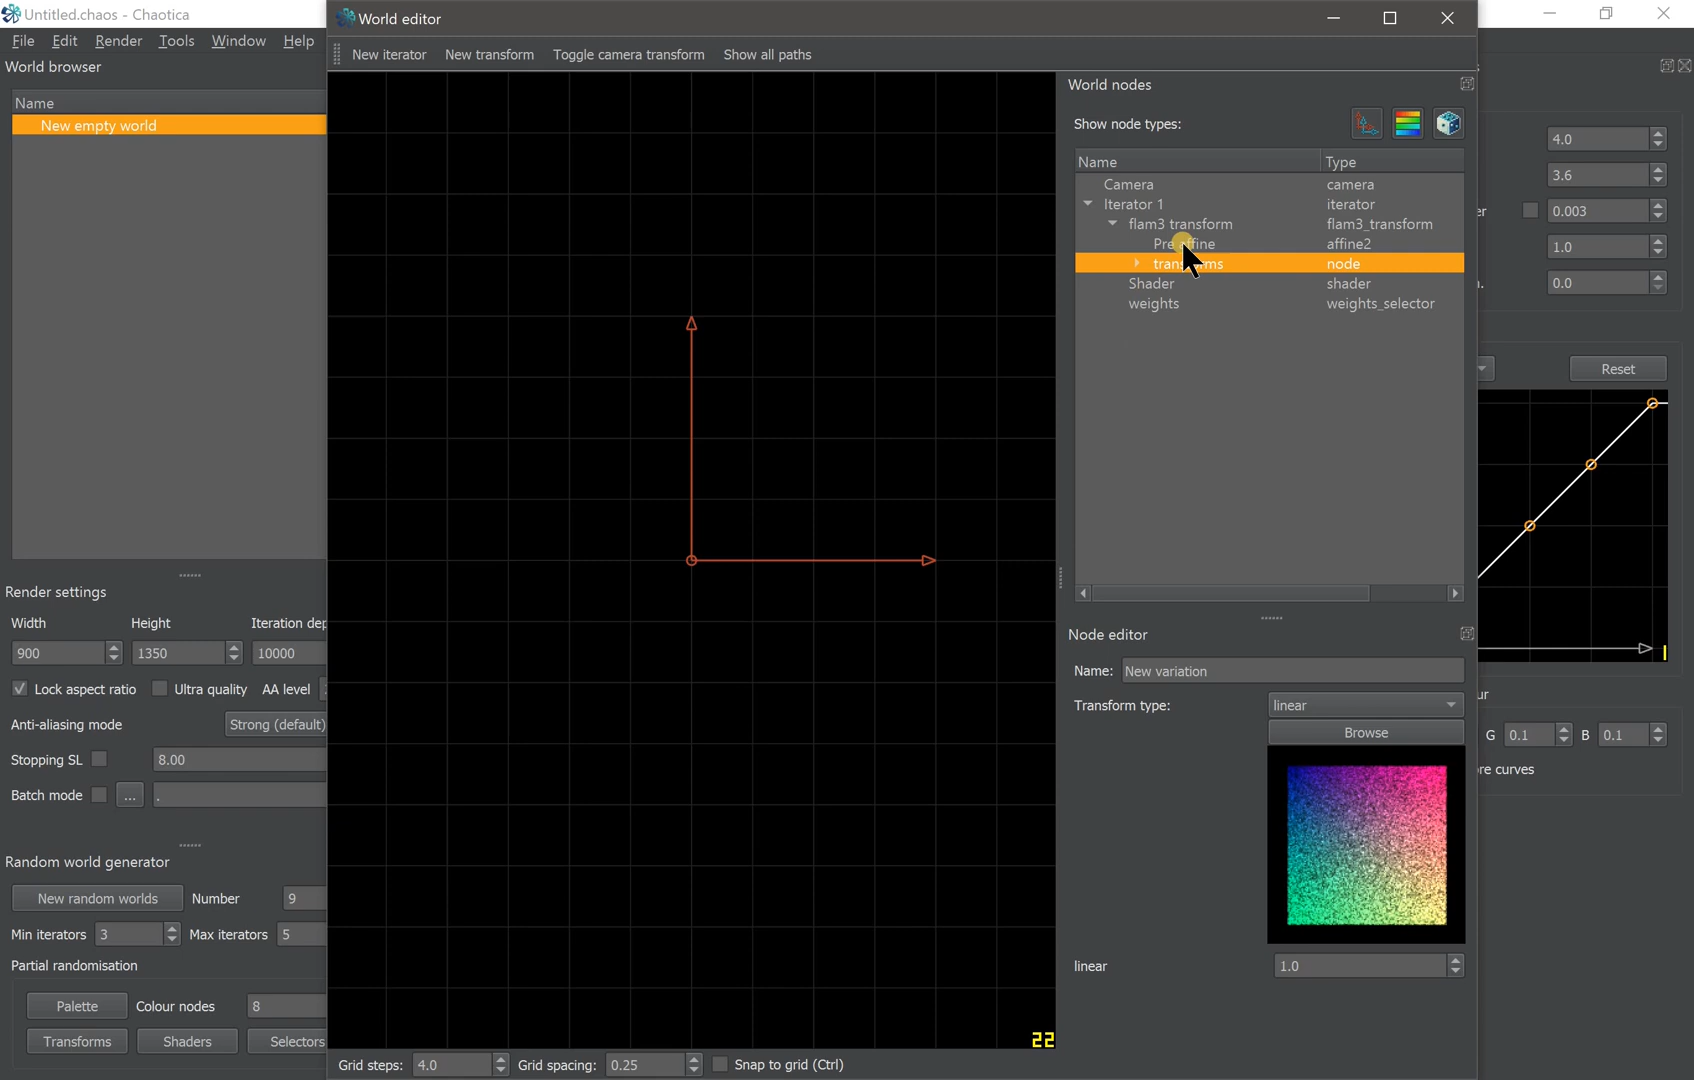 Untitled.chaos - Chaotica
World editor
File Edit Render Tools Window Help
New iterator New transform Toggle camera transform Show all paths
World browser
Name
New empty world
World nodes
Show node types:
Name Type
Camera camera
Iterator 1 iterator
flam3 transform flam3_transform
affine2
node
Shader shader
weights weights_selector
4.0
3.6
er 0.003
1.0
0.0
Reset
Render settings
Width Height Iteration dep
900 1350 10000
Lock aspect ratio Ultra quality AA level
Anti-aliasing mode Strong (default)
Stopping SL 8.00
Batch mode ... .
Node editor
Name: New variation
Transform type: linear
Browse
linear 1.0
ur
G 0.1 B 0.1
re curves
Random world generator
New random worlds Number 9
Min iterators 3 Max iterators 5
Partial randomisation
Palette Colour nodes 8
Transforms Shaders Selectors
22
Grid steps: 4.0 Grid spacing: 0.25 Snap to grid (Ctrl)